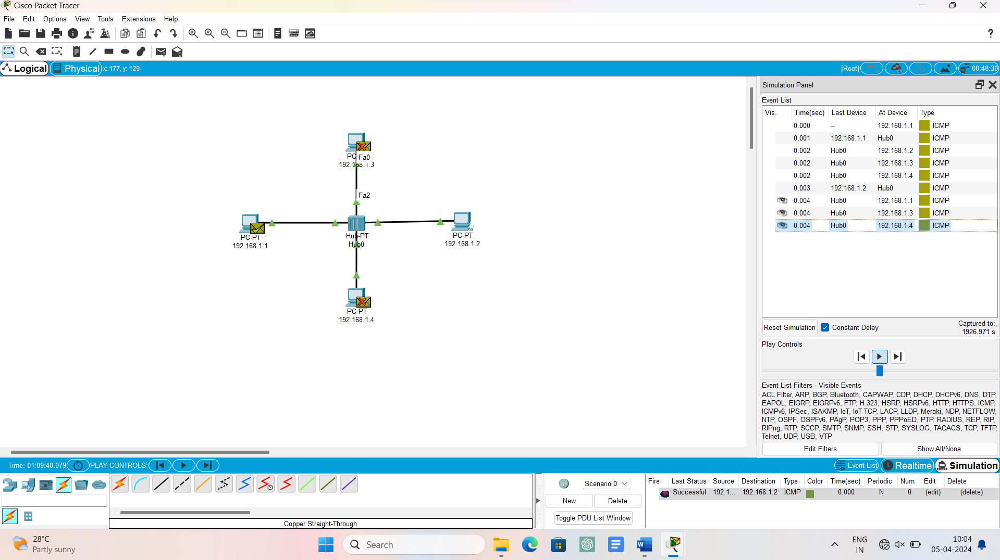 Cisco Packet Tracer
File Edit Options View Tools Window Extensions Help
Logical Physical x: 177, y: 129 [Root] 08:48:30
Simulation Panel
Event List
Vis. Time(sec) Last Device At Device Type
0.000 -- 192.168.1.1 ICMP
0.001 192.168.1.1 Hub0 ICMP
0.002 Hub0 192.168.1.2 ICMP
0.002 Hub0 192.168.1.3 ICMP
0.002 Hub0 192.168.1.4 ICMP
0.003 192.168.1.2 Hub0 ICMP
0.004 Hub0 192.168.1.1 ICMP
0.004 Hub0 192.168.1.3 ICMP
0.004 Hub0 192.168.1.4 ICMP
Fa0
192.168.1.3
Fa2
PC-PT
192.168.1.1
Hub-PT
Hub0
PC-PT
192.168.1.2
PC-PT
192.168.1.4
Reset Simulation Constant Delay Captured to:
1926.971 s
Play Controls
Event List Filters - Visible Events
ACL Filter, ARP, BGP, Bluetooth, CAPWAP, CDP, DHCP, DHCPv6, DNS, DTP,
EAPOL, EIGRP, EIGRPv6, FTP, H.323, HSRP, HSRPv6, HTTP, HTTPS, ICMP,
ICMPv6, IPSec, ISAKMP, IoT, IoT TCP, LACP, LLDP, Meraki, NDP, NETFLOW,
NTP, OSPF, OSPFv6, PAgP, POP3, PPP, PPPoED, PTP, RADIUS, REP, RIP,
RIPng, RTP, SCCP, SMTP, SNMP, SSH, STP, SYSLOG, TACACS, TCP, TFTP,
Telnet, UDP, USB, VTP
Edit Filters Show All/None
Time: 01:09:40.079 PLAY CONTROLS: Event List Realtime Simulation
Scenario 0
New Delete
Toggle PDU List Window
Fire Last Status Source Destination Type Color Time(sec) Periodic Num Edit Delete
Successful 192.1... 192.168.1.2 ICMP 0.000 N 0 (edit) (delete)
Copper Straight-Through
28°C
Partly sunny
Search
ENG
IN
10:04
05-04-2024